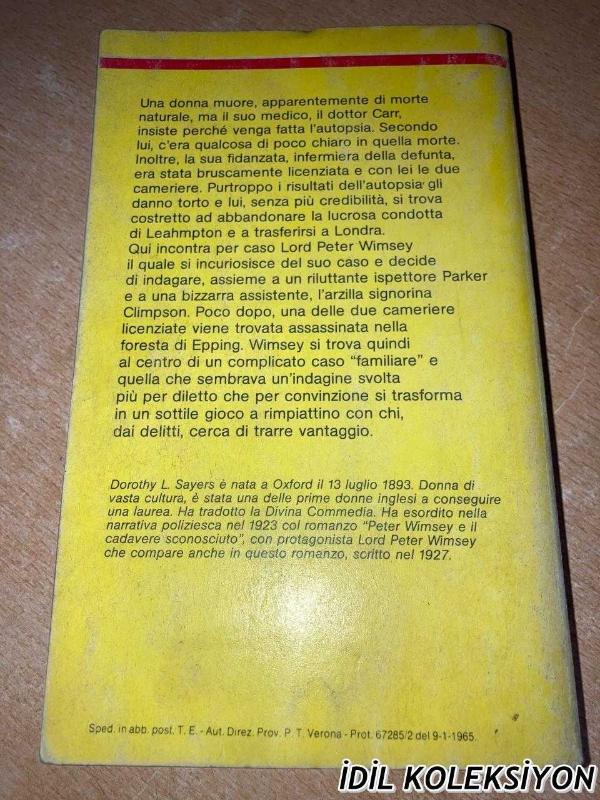 Una donna muore, apparentemente di morte
naturale, ma il suo medico, il dottor Carr,
insiste perché venga fatta l'autopsia. Secondo
lui, c'era qualcosa di poco chiaro in quella morte.
Inoltre, la sua fidanzata, infermiera della defunta,
era stata bruscamente licenziata e con lei le due
cameriere. Purtroppo i risultati dell'autopsia gli
danno torto e lui, senza più credibilità, si trova
costretto ad abbandonare la lucrosa condotta
di Leahmpton e a trasferirsi a Londra.
Qui incontra per caso Lord Peter Wimsey
il quale si incuriosisce del suo caso e decide
di indagare, assieme a un riluttante ispettore Parker
e a una bizzarra assistente, l'arzilla signorina
Climpson. Poco dopo, una delle due cameriere
licenziate viene trovata assassinata nella
foresta di Epping. Wimsey si trova quindi
al centro di un complicato caso "familiare" e
quella che sembrava un'indagine svolta
più per diletto che per convinzione si trasforma
in un sottile gioco a rimpiattino con chi,
dai delitti, cerca di trarre vantaggio.
Dorothy L. Sayers è nata a Oxford il 13 luglio 1893. Donna di
vasta cultura, è stata una delle prime donne inglesi a conseguire
una laurea. Ha tradotto la Divina Commedia. Ha esordito nella
narrativa poliziesca nel 1923 col romanzo "Peter Wimsey e il
cadavere sconosciuto", con protagonista Lord Peter Wimsey
che compare anche in questo romanzo, scritto nel 1927.
Sped. in abb. post. T. E. - Aut. Direz. Prov. P. T. Verona - Prot. 67285/2 del 9-1-1965.
İDİL KOLEKSİYON